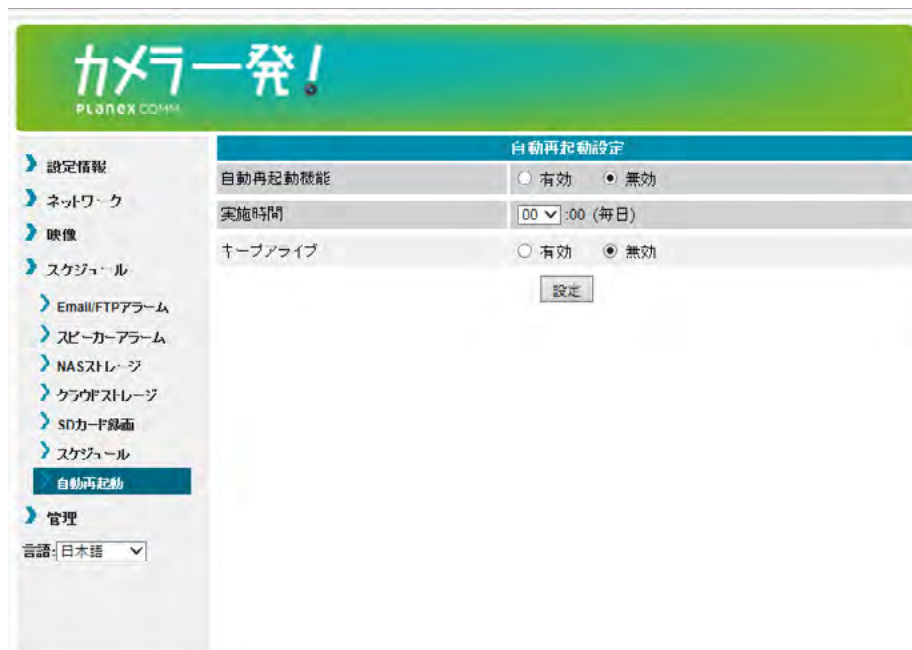 カメラ一発！
PLANEX COMM
設定情報
ネットワーク
映像
スケジュール
Email/FTPアラーム
スピーカーアラーム
NASストレージ
クラウドストレージ
SDカード録画
スケジュール
自動再起動
管理
言語:日本語
自動再起動設定
自動再起動機能 有効 無効
実施時間 00 :00 (毎日)
キープアライブ 有効 無効
設定